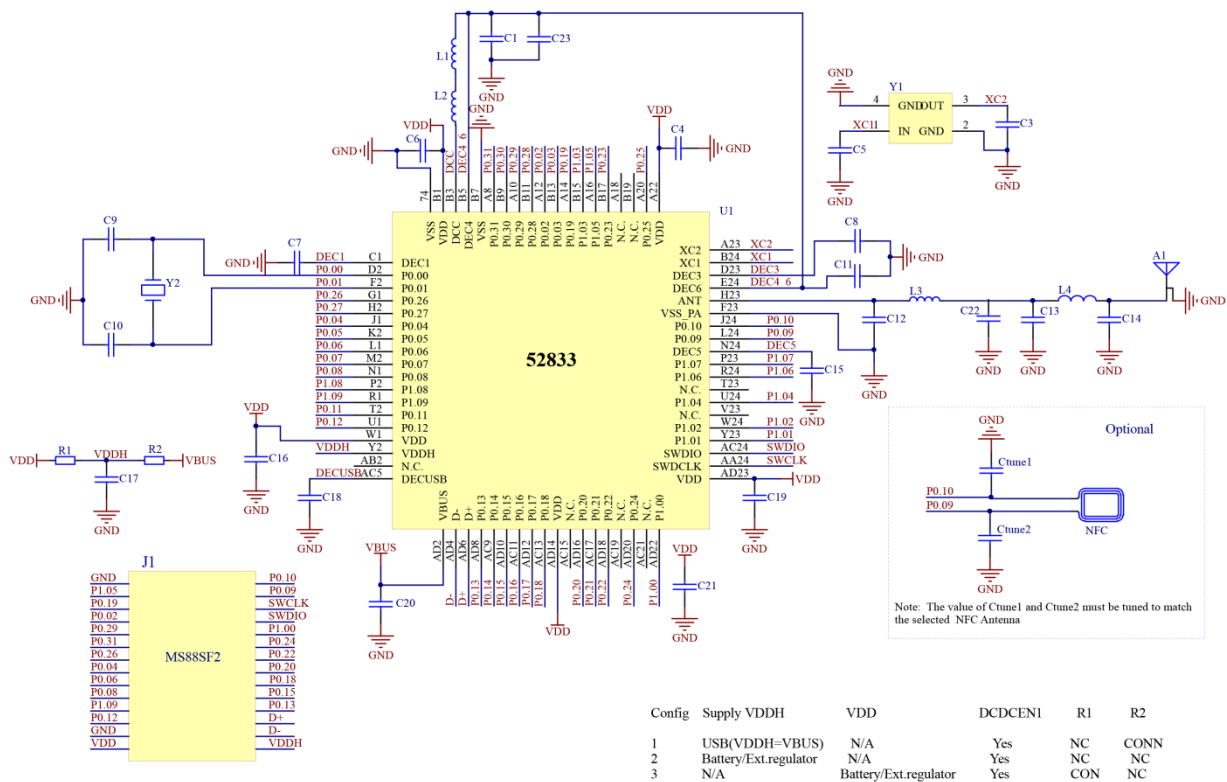 C1
C23
L1
L2
GND
VDD
C6
GND
DCC
DEC4_6
GND
P0.31
P0.30
P0.29
P0.28
P0.02
P0.03
P0.19
P1.03
P1.05
P0.23
P0.25
VDD
C4
GND
74
B1
B3
B5
B7
A8
B9
A10
B11
A12
B13
A14
B15
A16
B17
A18
B19
A20
A22
VSS
VDD
DCC
DEC4
VSS
P0.31
P0.30
P0.29
P0.28
P0.02
P0.03
P0.19
P1.03
P1.05
P0.23
N.C.
N.C.
P0.25
VDD
U1
GND
Y1
4 GND OUT 3 XC2
XC1 1 IN GND 2
C3
C5
GND
GND
C9
GND
Y2
C10
GND
C7
DEC1 C1 DEC1
P0.00 D2 P0.00
P0.01 F2 P0.01
P0.26 G1 P0.26
P0.27 H2 P0.27
P0.04 J1 P0.04
P0.05 K2 P0.05
P0.06 L1 P0.06
P0.07 M2 P0.07
P0.08 N1 P0.08
P1.08 P2 P1.08
P1.09 R1 P1.09
P0.11 T2 P0.11
P0.12 U1 P0.12
W1 VDD
VDDH Y2 VDDH
AB2 N.C.
DECUSB AC5 DECUSB
52833
XC2 A23 XC2
XC1 B24 XC1
DEC3 D23 DEC3
DEC6 E24 DEC4_6
ANT H23
VSS_PA F23
P0.10 J24 P0.10
P0.09 L24 P0.09
DEC5 N24 DEC5
P1.07 P23 P1.07
P1.06 R24 P1.06
N.C. T23
P1.04 U24 P1.04
N.C. V23
P1.02 W24 P1.02
P1.01 Y23 P1.01
SWDIO AC24 SWDIO
SWDCLK AA24 SWCLK
VDD AD23 VDD
C8
C11
GND
L3
L4
A1
GND
C12
C22
C13
C14
GND
GND
GND
GND
C15
GND
C19
GND
VDD
C16
GND
VDD R1 VDDH R2 VBUS
C17
GND
C18
GND
VBUS
D-
D+
P0.13
P0.14
P0.15
P0.16
P0.17
P0.18
VDD
N.C.
P0.20
P0.21
P0.22
N.C.
P0.24
N.C.
P1.00
AD2
AD4
AD6
AD8
AC9
AD10
AC11
AD12
AC13
AD14
AC15
AD16
AC17
AD18
AC19
AD20
AC21
AD22
D-
D+
P0.13
P0.14
P0.15
P0.16
P0.17
P0.18
VDD
P0.20
P0.21
P0.22
P0.24
P1.00
VBUS
C20
GND
VDD
C21
GND
Optional
GND
Ctune1
P0.10
P0.09
NFC
Ctune2
GND
Note: The value of Ctune1 and Ctune2 must be tuned to match
the selected NFC Antenna
J1
MS88SF2
GND P0.10
P1.05 P0.09
P0.19 SWCLK
P0.02 SWDIO
P0.29 P1.00
P0.31 P0.24
P0.26 P0.22
P0.04 P0.20
P0.06 P0.18
P0.08 P0.15
P1.09 P0.13
P0.12 D+
GND D-
VDD VDDH
Config Supply VDDH VDD DCDCEN1 R1 R2
1 USB(VDDH=VBUS) N/A Yes NC CONN
2 Battery/Ext.regulator N/A Yes NC NC
3 N/A Battery/Ext.regulator Yes CON NC